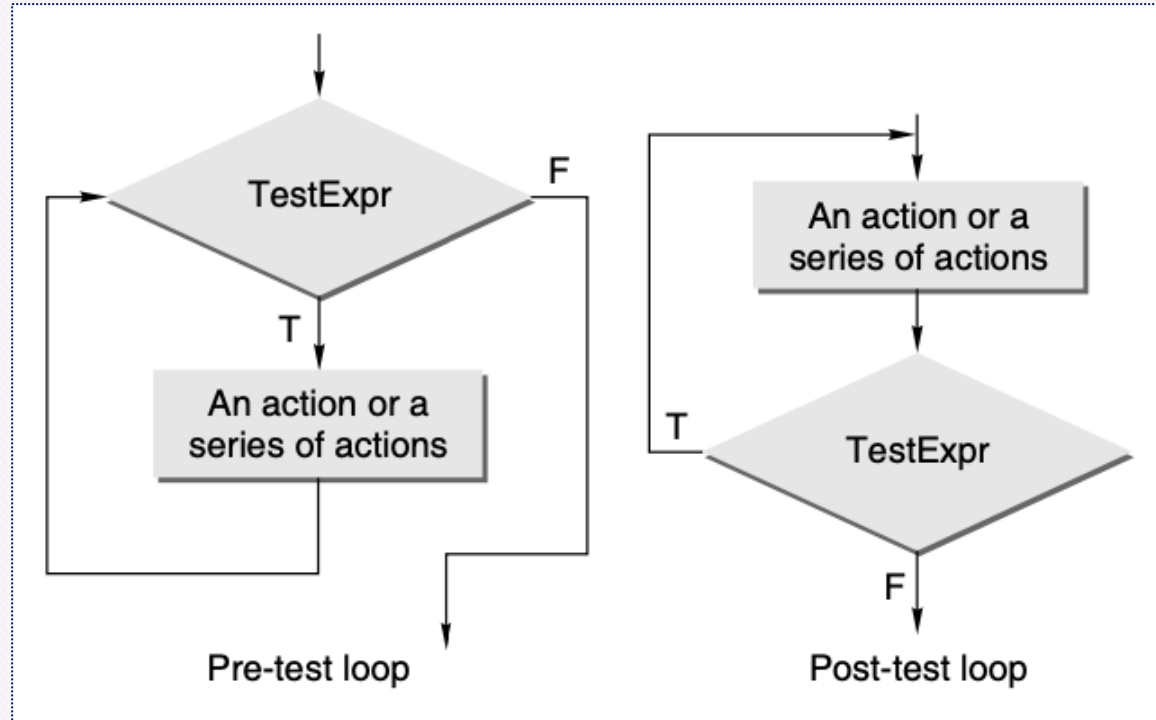 TestExpr
F
T
An action or a
series of actions
Pre-test loop
An action or a
series of actions
T
TestExpr
F
Post-test loop